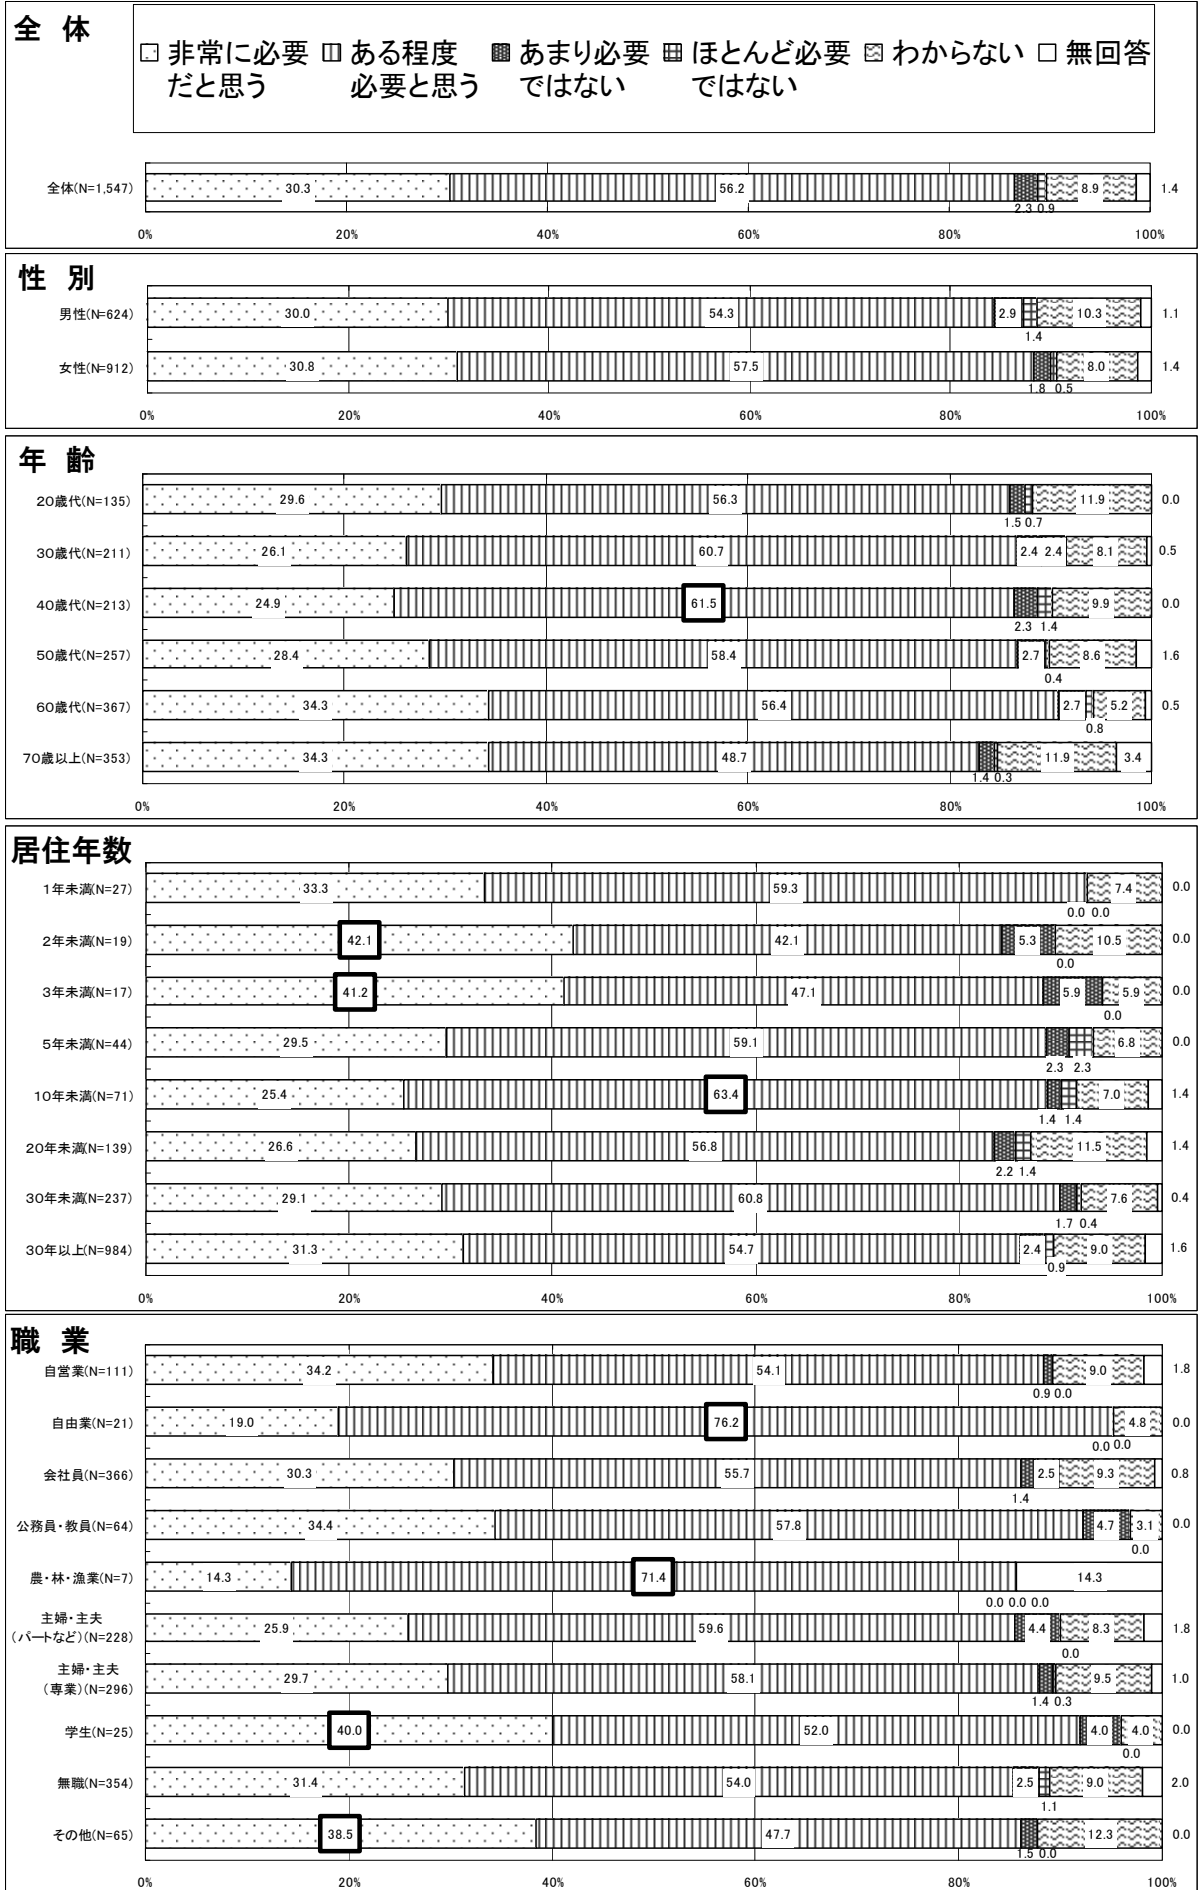 全 体
非常に必要 ある程度 あまり必要 ほとんど必要 わからない 無回答
だと思う 必要と思う ではない ではない
全体(N=1,547) 30.3 56.2 8.9 1.4
2.3 0.9
0% 20% 40% 60% 80% 100%
性 別
男性(N=624) 30.0 54.3 2.9 10.3 1.1
1.4
女性(N=912) 30.8 57.5 8.0 1.4
1.8 0.5
0% 20% 40% 60% 80% 100%
年 齢
20歳代(N=135) 29.6 56.3 11.9 0.0
1.5 0.7
30歳代(N=211) 26.1 60.7 2.4 2.4 8.1 0.5
40歳代(N=213) 24.9 61.5 9.9 0.0
2.3 1.4
50歳代(N=257) 28.4 58.4 2.7 8.6 1.6
0.4
60歳代(N=367) 34.3 56.4 2.7 5.2 0.5
0.8
70歳以上(N=353) 34.3 48.7 11.9 3.4
1.4 0.3
0% 20% 40% 60% 80% 100%
居住年数
1年未満(N=27) 33.3 59.3 7.4 0.0
0.0 0.0
2年未満(N=19) 42.1 42.1 5.3 10.5 0.0
0.0
3年未満(N=17) 41.2 47.1 5.9 5.9 0.0
0.0
5年未満(N=44) 29.5 59.1 6.8 0.0
2.3 2.3
10年未満(N=71) 25.4 63.4 7.0 1.4
1.4 1.4
20年未満(N=139) 26.6 56.8 11.5 1.4
2.2 1.4
30年未満(N=237) 29.1 60.8 7.6 0.4
1.7 0.4
30年以上(N=984) 31.3 54.7 2.4 9.0 1.6
0.9
0% 20% 40% 60% 80% 100%
職 業
自営業(N=111) 34.2 54.1 9.0 1.8
0.9 0.0
自由業(N=21) 19.0 76.2 4.8 0.0
0.0 0.0
会社員(N=366) 30.3 55.7 2.5 9.3 0.8
1.4
公務員・教員(N=64) 34.4 57.8 4.7 3.1 0.0
0.0
農・林・漁業(N=7) 14.3 71.4 14.3
0.0 0.0 0.0
主婦・主夫
（パートなど）(N=228) 25.9 59.6 4.4 8.3 1.8
0.0
主婦・主夫
（専業）(N=296) 29.7 58.1 9.5 1.0
1.4 0.3
学生(N=25) 40.0 52.0 4.0 4.0 0.0
0.0
無職(N=354) 31.4 54.0 2.5 9.0 2.0
1.1
その他(N=65) 38.5 47.7 12.3 0.0
1.5 0.0
0% 20% 40% 60% 80% 100%